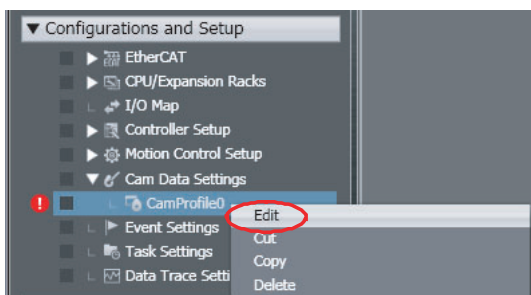 ▼ Configurations and Setup
▶ EtherCAT
▶ CPU/Expansion Racks
I/O Map
▶ Controller Setup
▶ Motion Control Setup
▼ Cam Data Settings
CamProfile0
Edit
Event Settings
Cut
Task Settings
Copy
Data Trace Setti
Delete